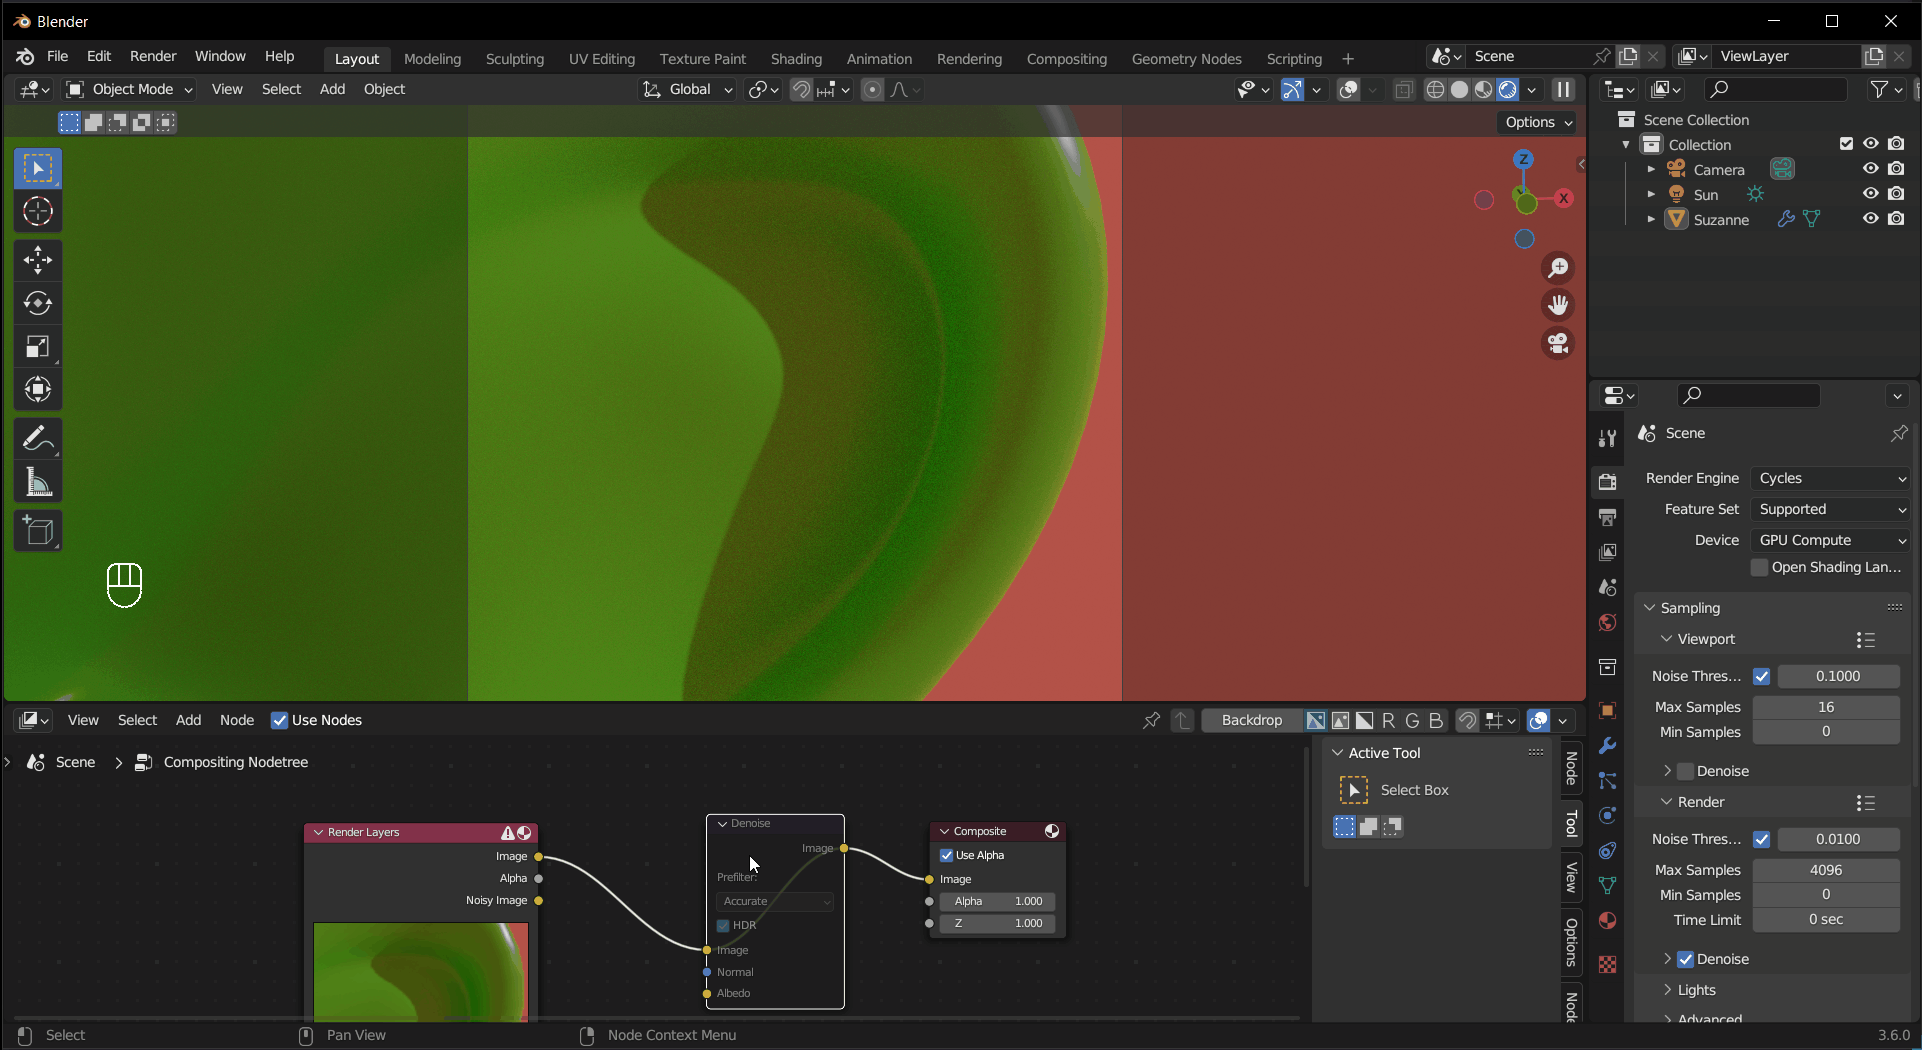 Blender
File Edit Render Window Help Layout Modeling Sculpting UV Editing Texture Paint Shading Animation Rendering Compositing Geometry Nodes Scripting + Scene ViewLayer
Object Mode View Select Add Object Global
Options
Z
X
Scene Collection
Collection
Camera
Sun
Suzanne
Scene
Render Engine Cycles
Feature Set Supported
Device GPU Compute
Open Shading Lan...
Sampling
Viewport
Noise Thres... 0.1000
Max Samples 16
Min Samples 0
Denoise
Render
Noise Thres... 0.0100
Max Samples 4096
Min Samples 0
Time Limit 0 sec
Denoise
Lights
Advanced
View Select Add Node Use Nodes Backdrop R G B
Scene > Compositing Nodetree
Render Layers
Image
Alpha
Noisy Image
Denoise
Image
Prefilter:
Accurate
HDR
Image
Normal
Albedo
Composite
Use Alpha
Image
Alpha 1.000
Z 1.000
Active Tool
Select Box
Node
Tool
View
Options
Node
Select Pan View Node Context Menu 3.6.0